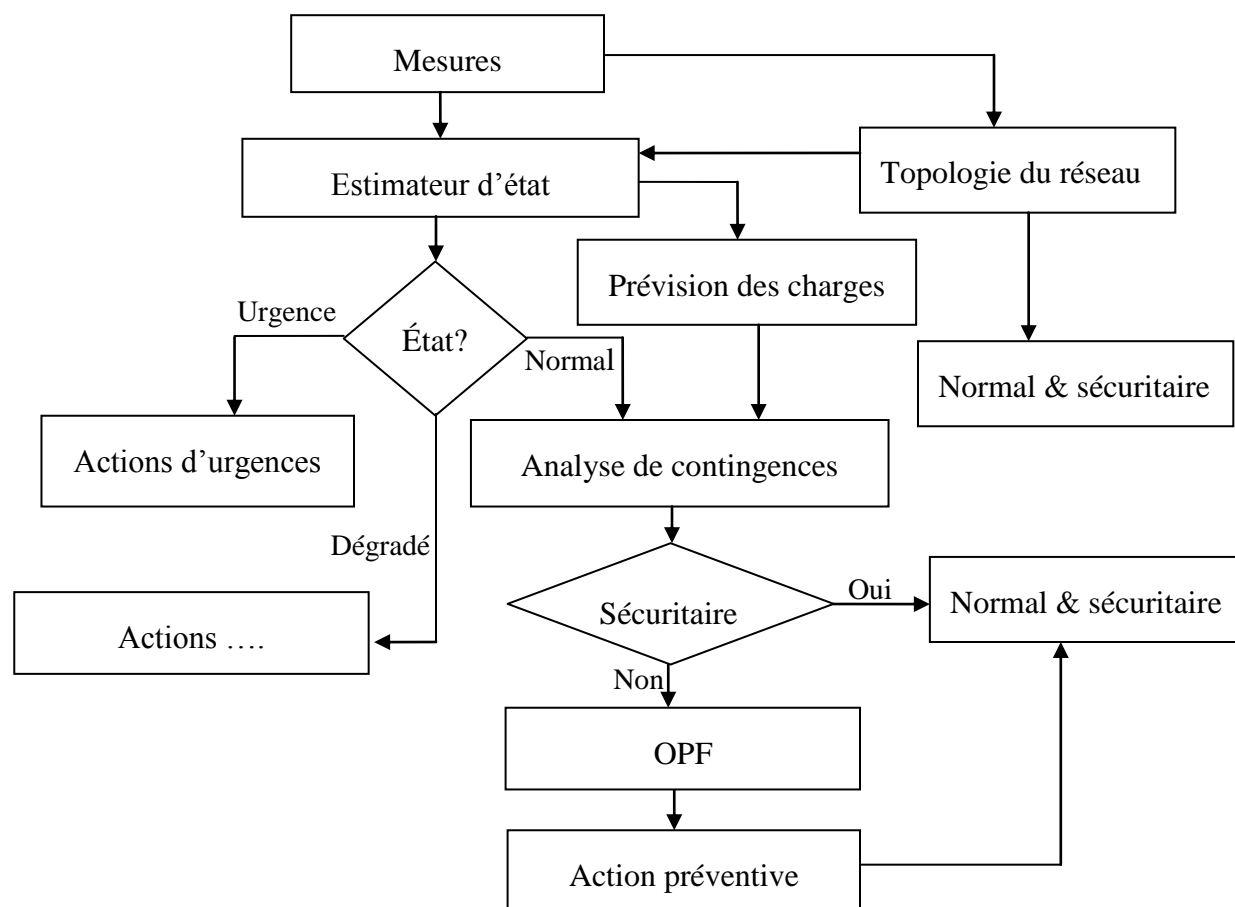 Mesures
Topologie du réseau
Estimateur d’état
Prévision des charges
Urgence
État?
Normal
Normal & sécuritaire
Actions d’urgences
Analyse de contingences
Dégradé
Oui
Normal & sécuritaire
Sécuritaire
Actions ….
Non
OPF
Action préventive